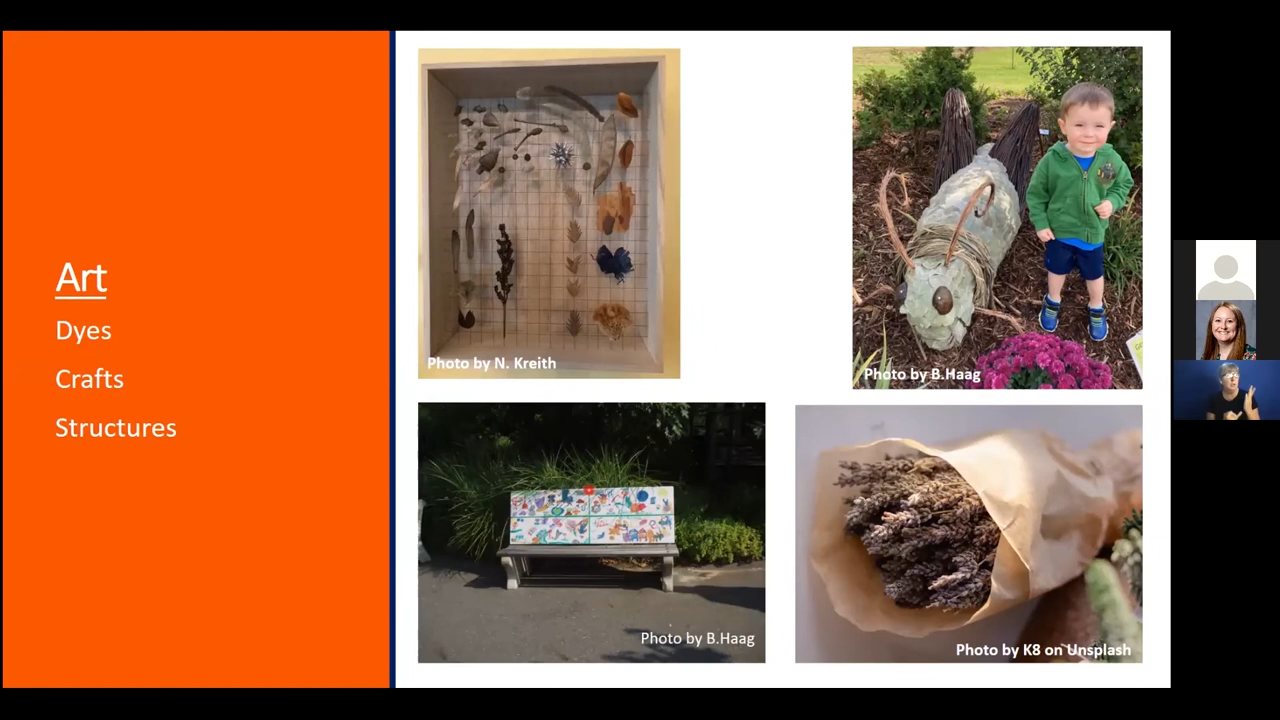 Art
Dyes
Crafts
Structures
Photo by N. Kreith
Photo by B.Haag
Photo by B.Haag
Photo by K8 on Unsplash